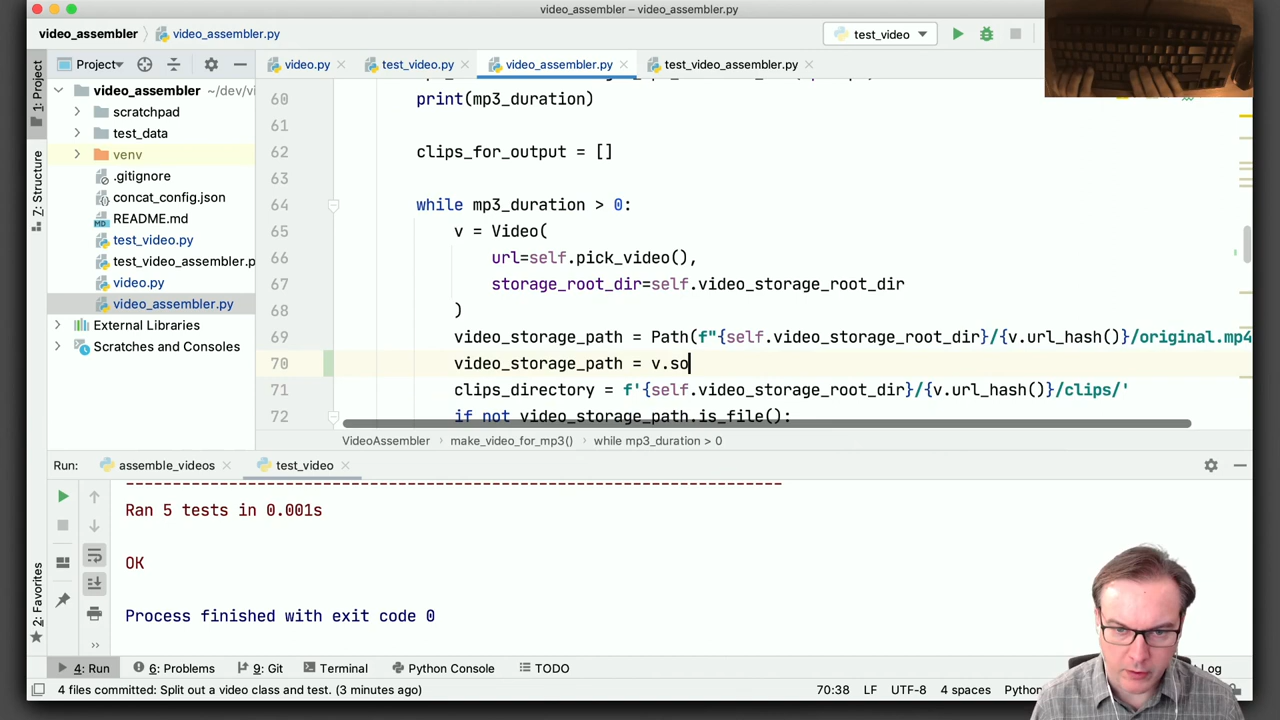 video_assembler – video_assembler.py
video_assembler
video_assembler.py
test_video
Project
video.py
test_video.py
video_assembler.py
test_video_assembler.py
1: Project
Z: Structure
2: Favorites
video_assembler ~/dev/vi
scratchpad
test_data
venv
.gitignore
concat_config.json
README.md
test_video.py
test_video_assembler.p
video.py
video_assembler.py
External Libraries
Scratches and Consoles
60 print(mp3_duration)
61
62 clips_for_output = []
63
64 while mp3_duration > 0:
65 v = Video(
66 url=self.pick_video(),
67 storage_root_dir=self.video_storage_root_dir
68 )
69 video_storage_path = Path(f"{self.video_storage_root_dir}/{v.url_hash()}/original.mp4
70 video_storage_path = v.so
71 clips_directory = f'{self.video_storage_root_dir}/{v.url_hash()}/clips/'
72 if not video_storage_path.is_file():
VideoAssembler
make_video_for_mp3()
while mp3_duration > 0
Run:
assemble_videos
test_video
----------------------------------------------------------------------
Ran 5 tests in 0.001s
OK
Process finished with exit code 0
4: Run
6: Problems
9: Git
Terminal
Python Console
TODO
Log
4 files committed: Split out a video class and test. (3 minutes ago)
70:38 LF UTF-8 4 spaces Python